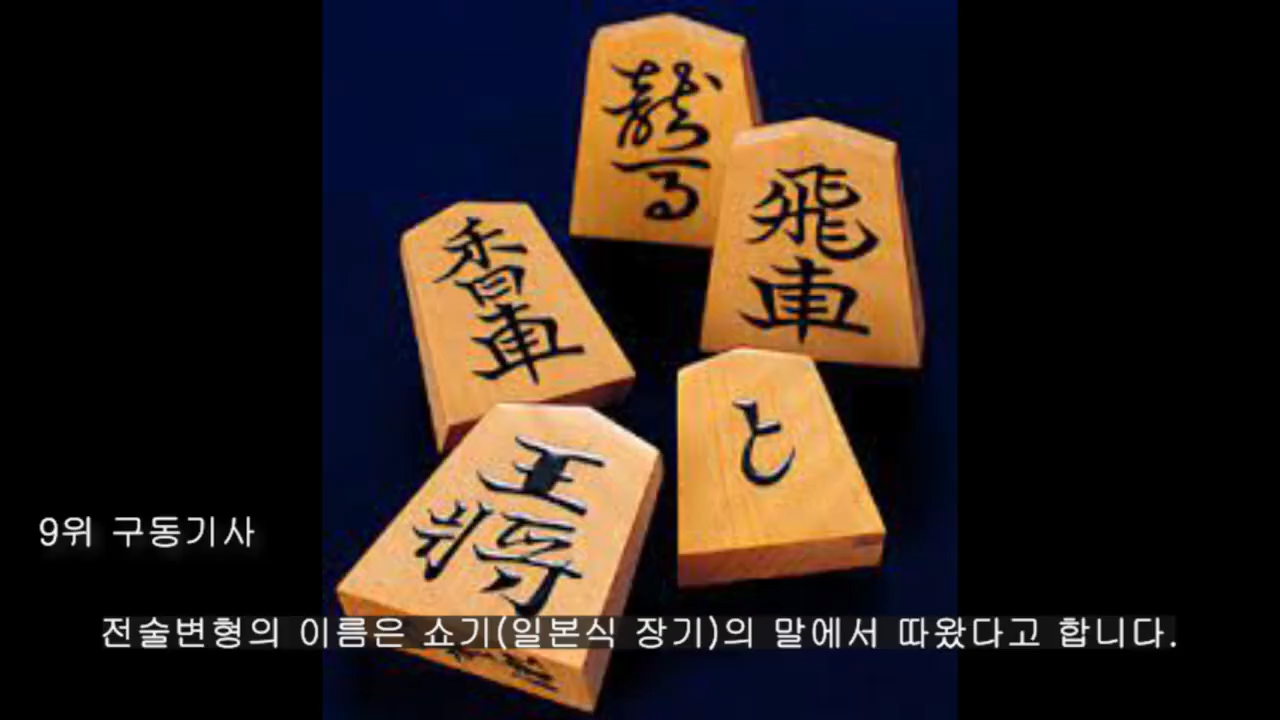 龍
馬
飛
車
香
車
と
王
將
9위 구동기사
전술변형의 이름은 쇼기(일본식 장기)의 말에서 따왔다고 합니다.